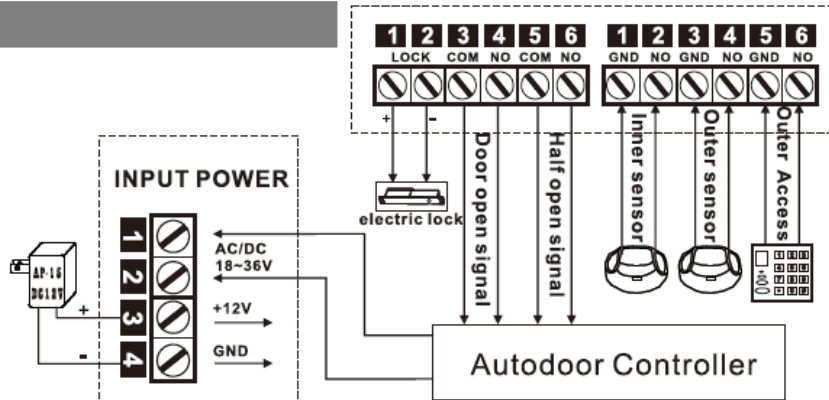 1 2 3 4 5 6
LOCK COM NO COM NO
1 2 3 4 5 6
GND NO GND NO GND NO
+ -
electric lock
Door open signal
Half open signal
Inner sensor
Outer sensor
Outer Access
INPUT POWER
1
2
3
4
AC/DC
18~36V
+12V
GND
AP-15
DC12V
+
-
Autodoor Controller